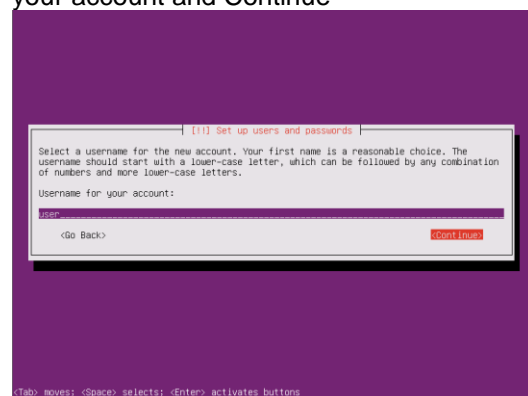 your account and Continue
[!!] Set up users and passwords
Select a username for the new account. Your first name is a reasonable choice. The
username should start with a lower-case letter, which can be followed by any combination
of numbers and more lower-case letters.
Username for your account:
user
<Go Back>
<Continue>
<Tab> moves; <Space> selects; <Enter> activates buttons